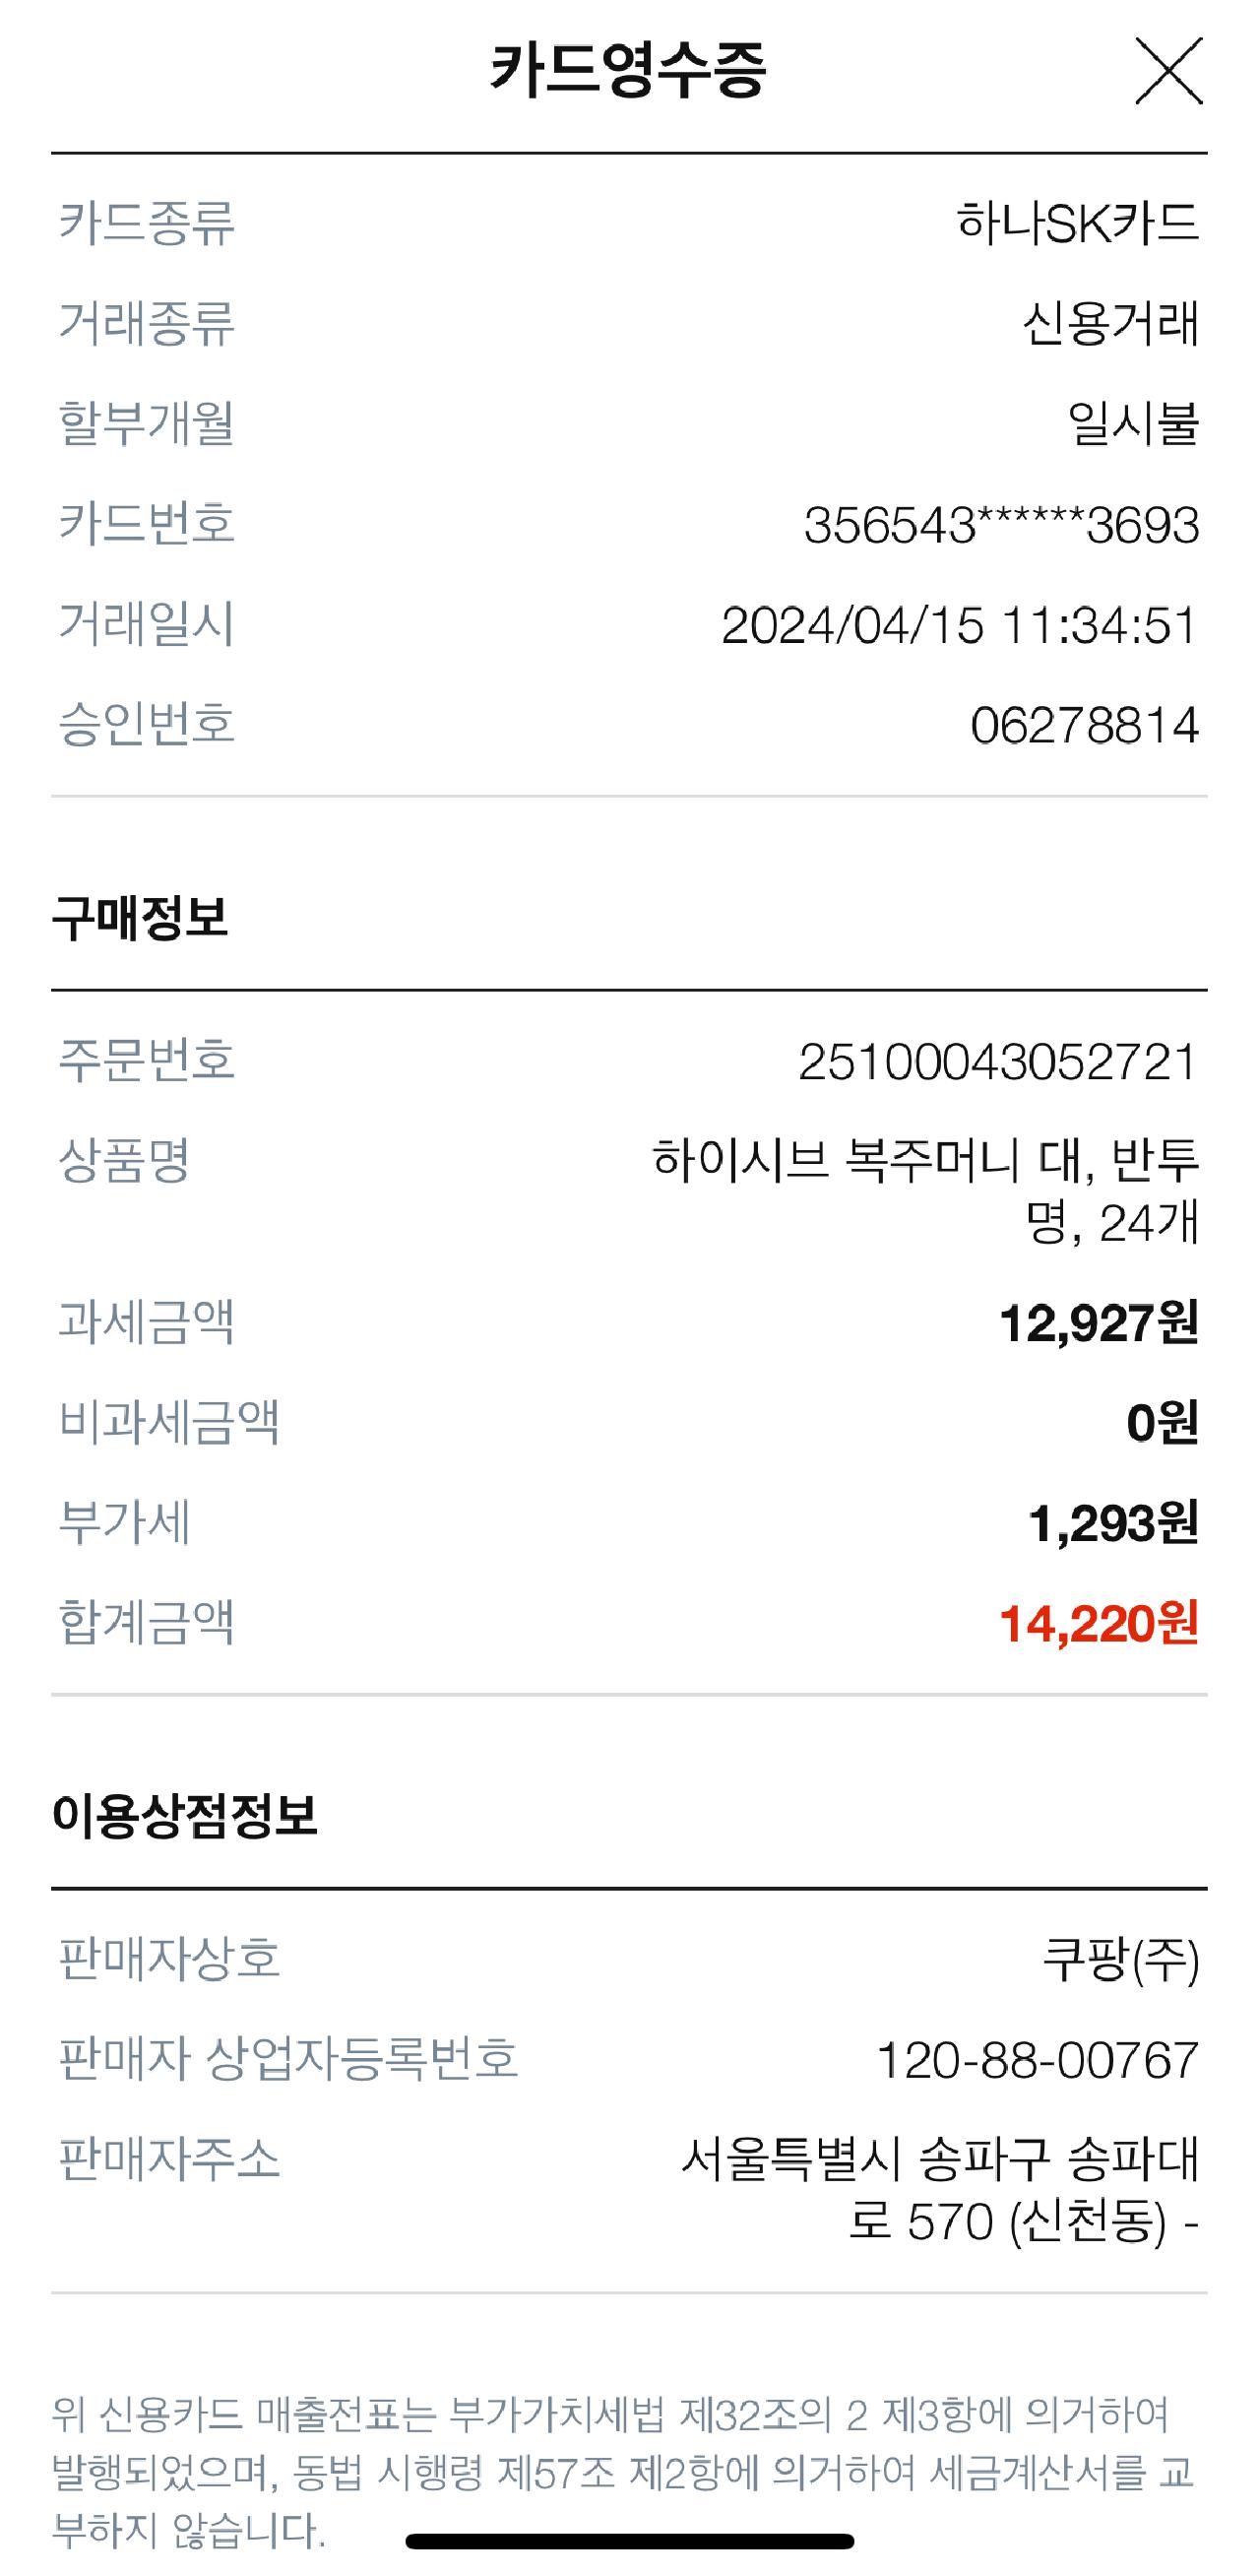 카드영수증
카드종류 하나SK카드
거래종류 신용거래
할부개월 일시불
카드번호 356543******3693
거래일시 2024/04/15 11:34:51
승인번호 06278814
구매정보
주문번호 25100043052721
상품명 하이시브 복주머니 대, 반투
명, 24개
과세금액 12,927원
비과세금액 0원
부가세 1,293원
합계금액 14,220원
이용상점정보
판매자상호 쿠팡(주)
판매자 상업자등록번호 120-88-00767
판매자주소 서울특별시 송파구 송파대
로 570 (신천동) -
위 신용카드 매출전표는 부가가치세법 제32조의 2 제3항에 의거하여
발행되었으며, 동법 시행령 제57조 제2항에 의거하여 세금계산서를 교
부하지 않습니다.